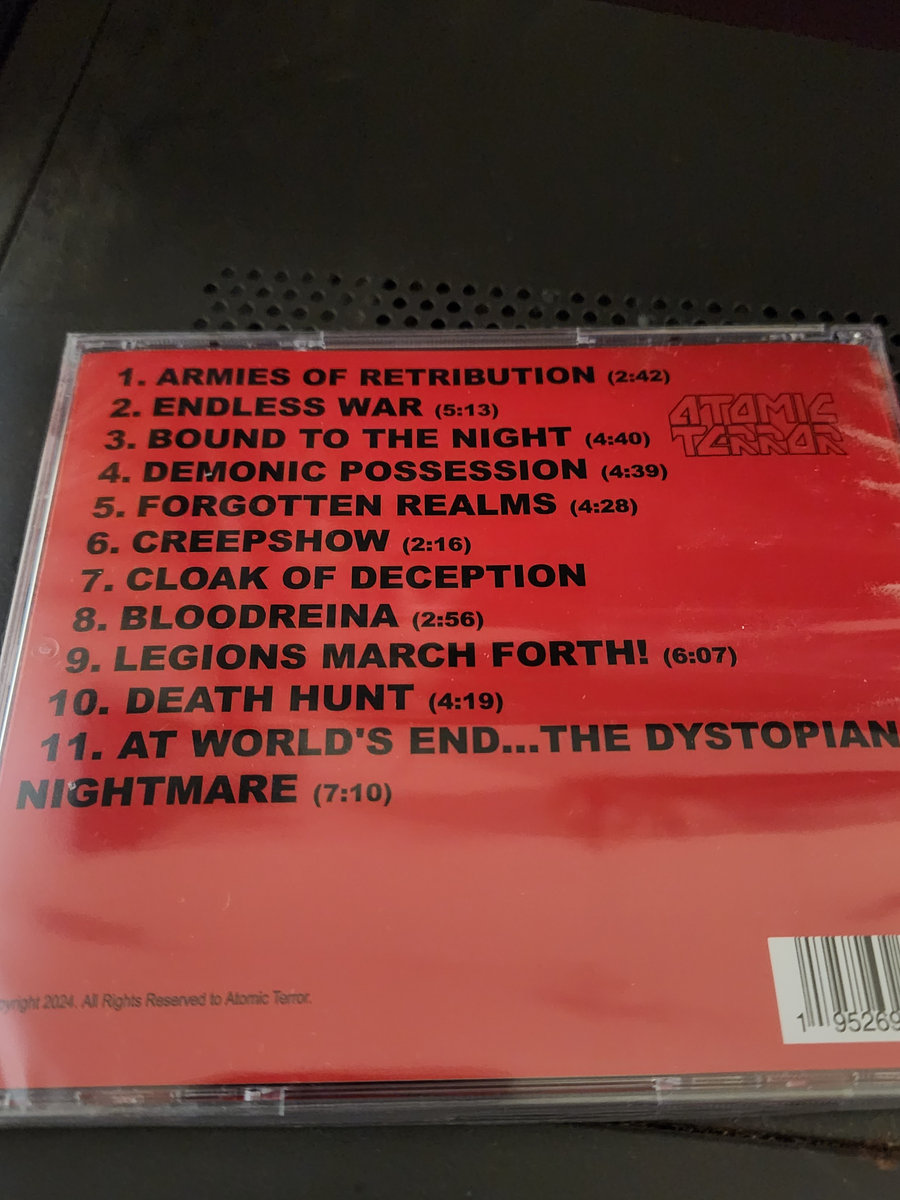 1. ARMIES OF RETRIBUTION (2:42)
2. ENDLESS WAR (5:13)
3. BOUND TO THE NIGHT (4:40)
4. DEMONIC POSSESSION (4:39)
5. FORGOTTEN REALMS (4:28)
6. CREEPSHOW (2:16)
7. CLOAK OF DECEPTION
8. BLOODREINA (2:56)
9. LEGIONS MARCH FORTH! (6:07)
10. DEATH HUNT (4:19)
11. AT WORLD'S END...THE DYSTOPIAN
NIGHTMARE (7:10)
ATOMIC
TERROR
pyright 2024. All Rights Reserved to Atomic Terror.
1 95269